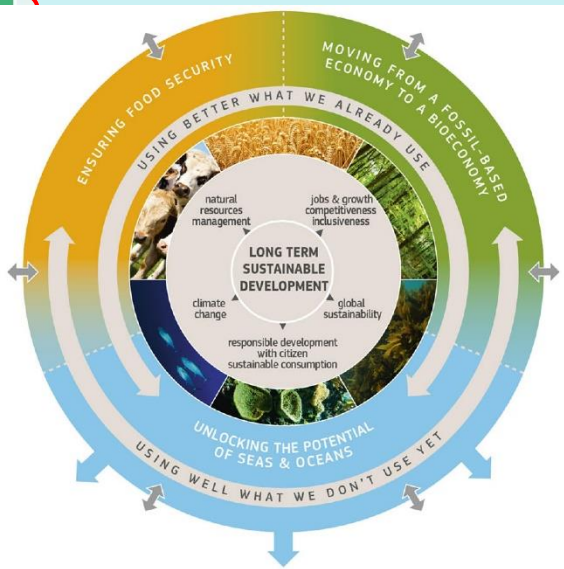 ENSURING FOOD SECURITY
MOVING FROM A FOSSIL-BASED
ECONOMY TO A BIOECONOMY
USING BETTER WHAT WE ALREADY USE
natural
resources
management
jobs & growth
competitiveness
inclusiveness
LONG TERM
SUSTAINABLE
DEVELOPMENT
climate
change
global
sustainability
responsible development
with citizen
sustainable consumption
UNLOCKING THE POTENTIAL
OF SEAS & OCEANS
USING WELL WHAT WE DON'T USE YET